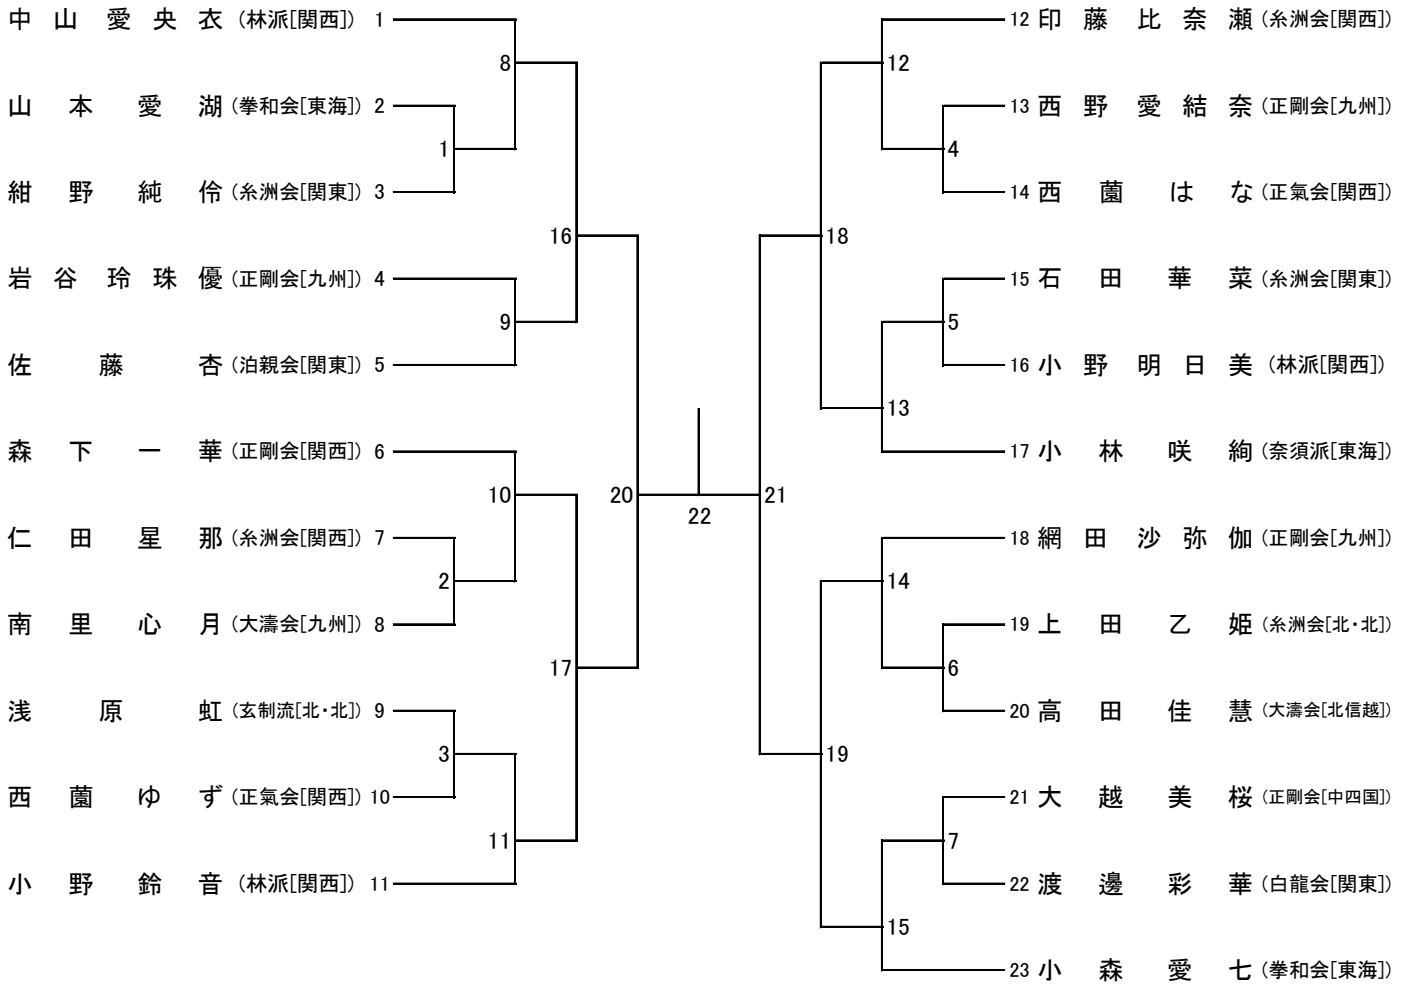 中山愛央衣 (林派[関西]) 1
8
山本愛湖 (拳和会[東海]) 2
1
紺野純伶 (糸洲会[関東]) 3
16
岩谷玲珠優 (正剛会[九州]) 4
9
佐藤杏 (泊親会[関東]) 5
森下一華 (正剛会[関西]) 6
10
20
仁田星那 (糸洲会[関西]) 7
2
南里心月 (大濤会[九州]) 8
17
浅原虹 (玄制流[北・北]) 9
3
西薗ゆず (正氣会[関西]) 10
11
小野鈴音 (林派[関西]) 11
22
12 印藤比奈瀬 (糸洲会[関西])
12
13 西野愛結奈 (正剛会[九州])
4
14 西薗はな (正氣会[関西])
18
15 石田華菜 (糸洲会[関東])
5
16 小野明日美 (林派[関西])
13
17 小林咲絢 (奈須派[東海])
21
18 網田沙弥伽 (正剛会[九州])
14
19 上田乙姫 (糸洲会[北・北])
6
20 高田佳慧 (大濤会[北信越])
19
21 大越美桜 (正剛会[中四国])
7
22 渡邊彩華 (白龍会[関東])
15
23 小森愛七 (拳和会[東海])